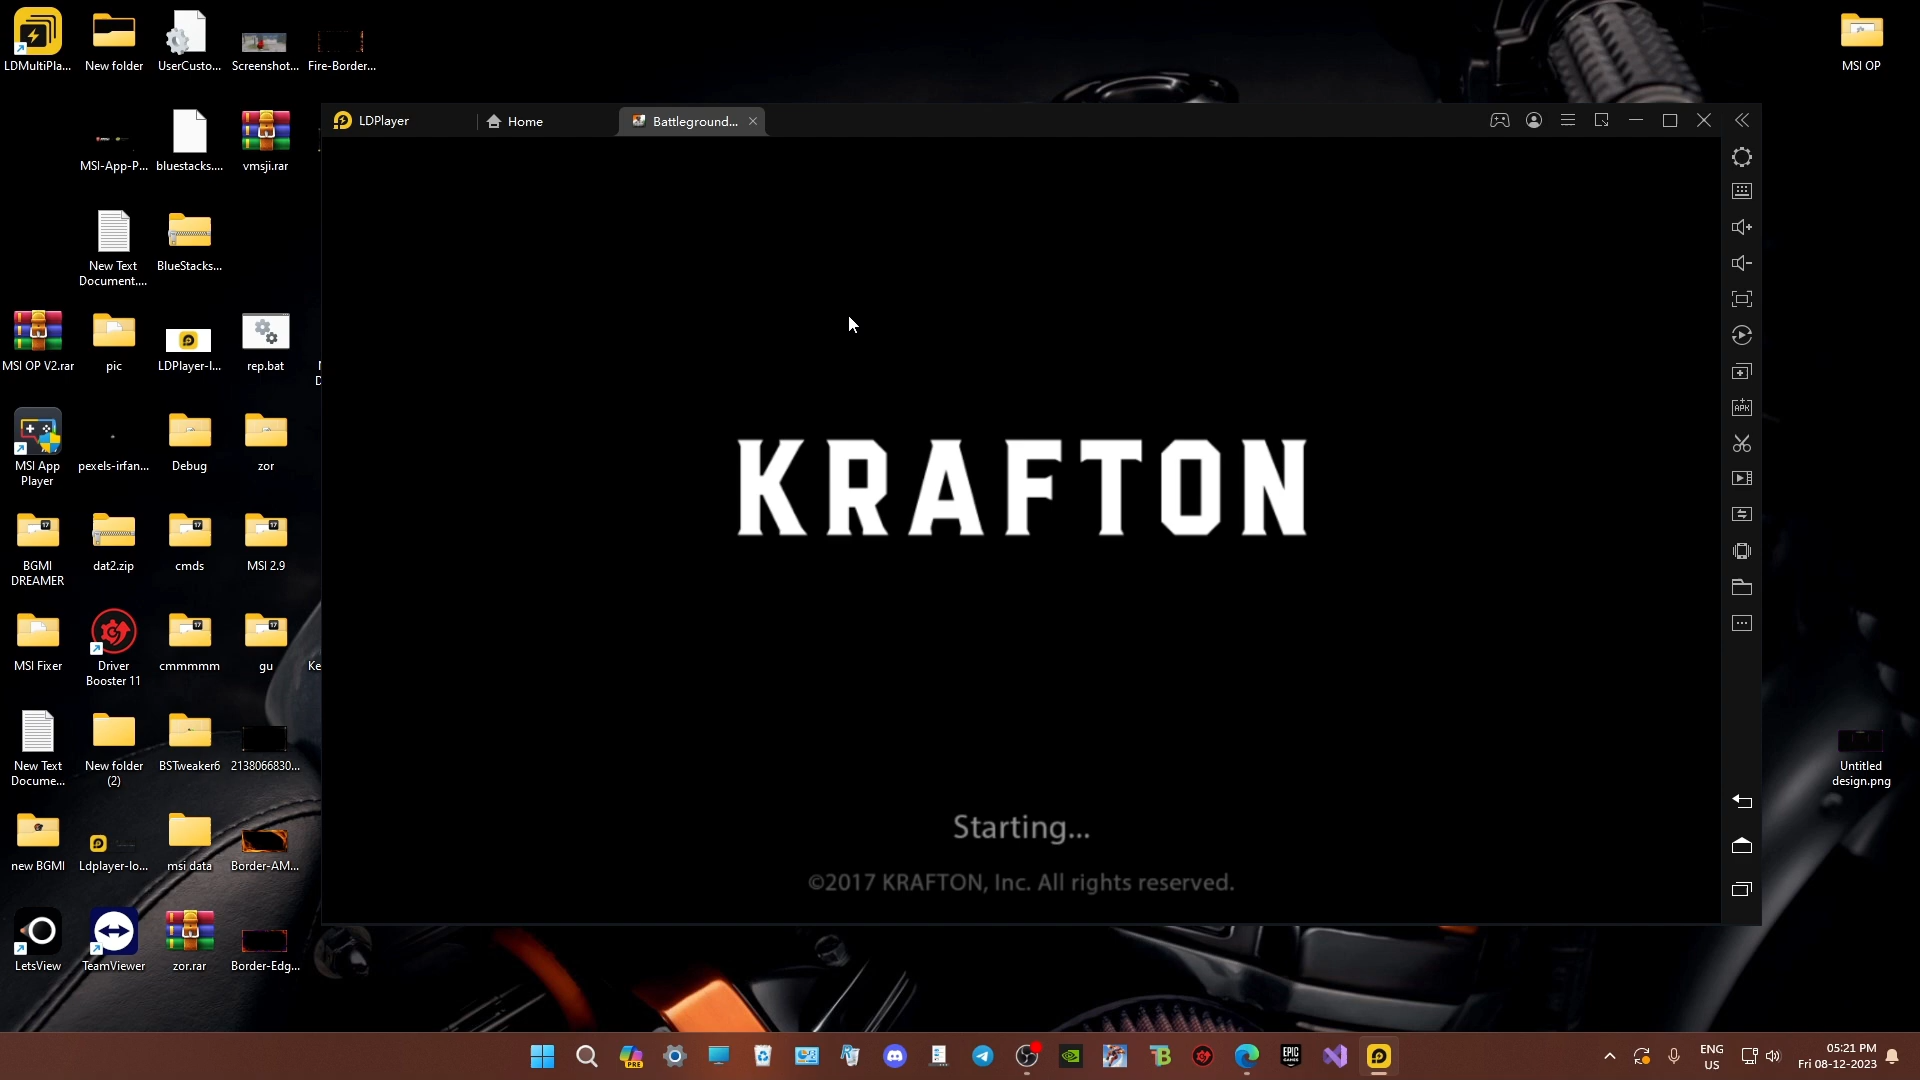 LDMultiPla...
New folder
UserCusto...
Screenshot...
Fire-Border...
MSI OP
LDPlayer
Home
Battleground...
MSI-App-P...
bluestacks....
vmsji.rar
New Text
Document....
BlueStacks...
MSI OP V2.rar
pic
LDPlayer-l...
rep.bat
KRAFTON
MSI App
Player
pexels-irfan...
Debug
zor
BGMI
DREAMER
dat2.zip
cmds
MSI 2.9
MSI Fixer
Driver
Booster 11
cmmmmm
gu
Ke
New Text
Docume...
New folder
(2)
BSTweaker6
2138066830...
Untitled
design.png
Starting...
new BGMI
Ldplayer-lo...
msi data
Border-AM...
©2017 KRAFTON, Inc. All rights reserved.
LetsView
TeamViewer
zor.rar
Border-Edg...
ENG
US
05:21 PM
Fri 08-12-2023